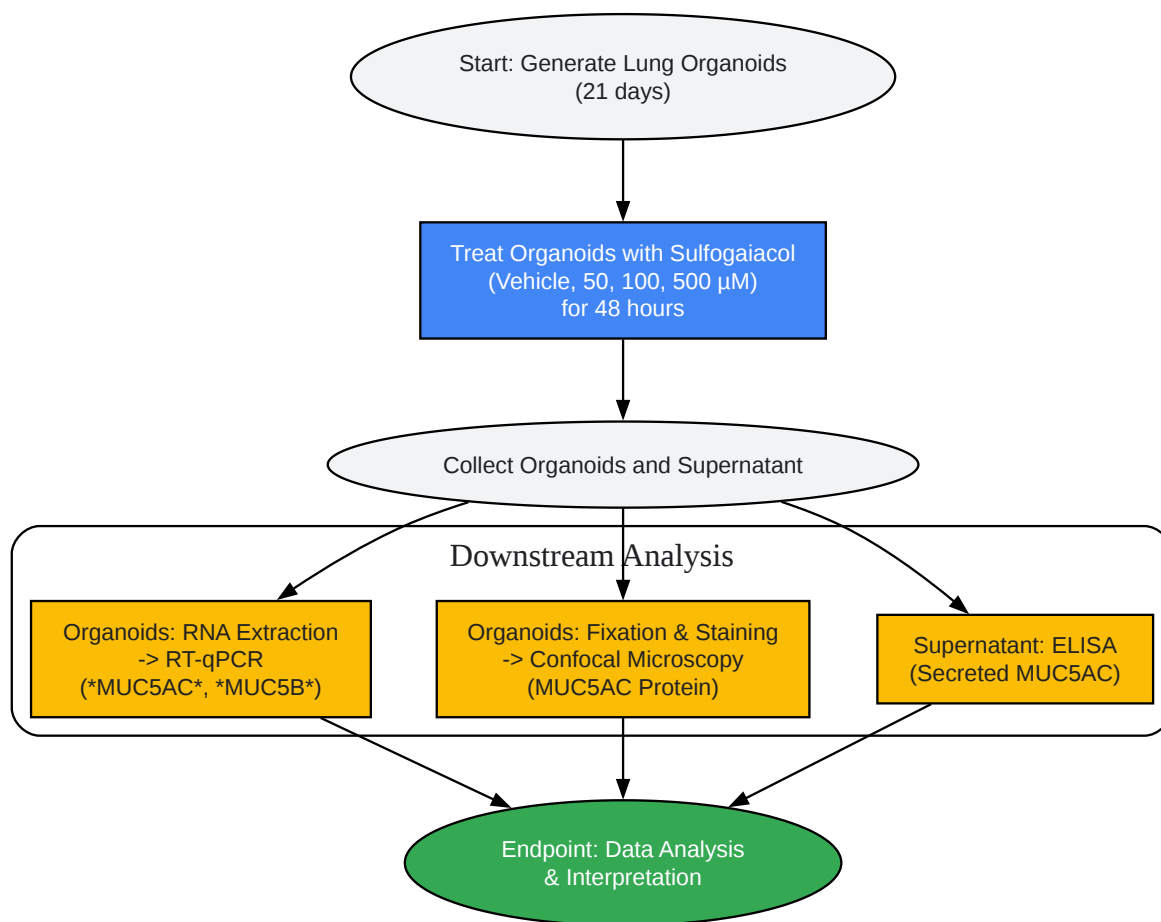 Start: Generate Lung Organoids
(21 days)
Treat Organoids with Sulfogaiacol
(Vehicle, 50, 100, 500 µM)
for 48 hours
Collect Organoids and Supernatant
Downstream Analysis
Organoids: RNA Extraction
-> RT-qPCR
(*MUC5AC*, *MUC5B*)
Organoids: Fixation & Staining
-> Confocal Microscopy
(MUC5AC Protein)
Supernatant: ELISA
(Secreted MUC5AC)
Endpoint: Data Analysis
& Interpretation